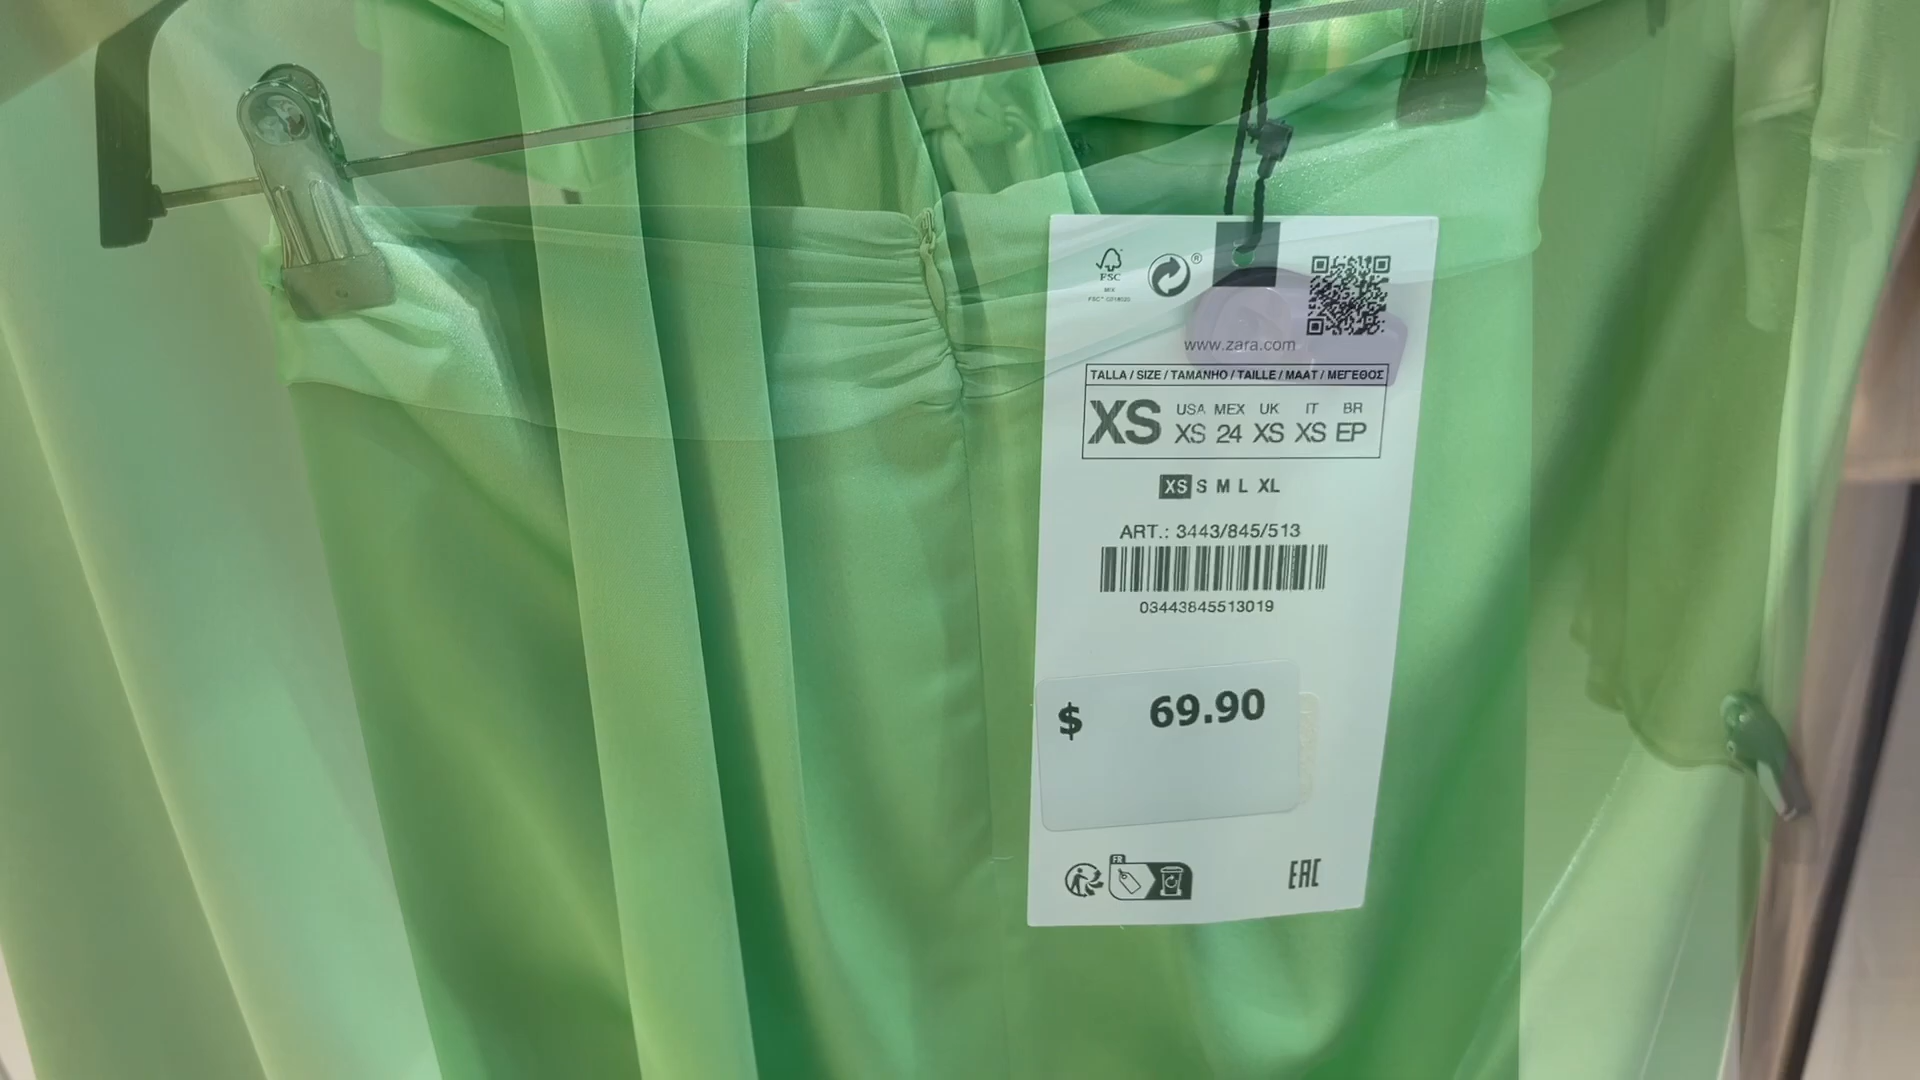 FSC
MIX
®
www.zara.com
TALLA / SIZE / TAMANHO / TAILLE / MAAT / ΜΕΓΕΘΟΣ
XS
USA MEX UK IT BR
XS 24 XS XS EP
XS S M L XL
ART.: 3443/845/513
03443845513019
$ 69.90
FR
EAC